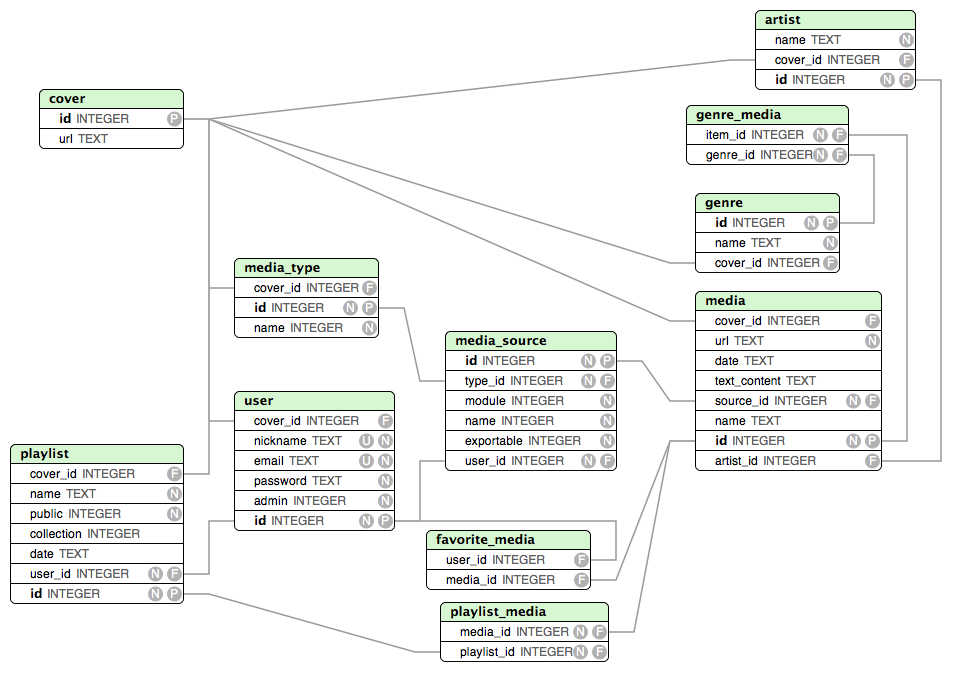 artist
name TEXT N
cover_id INTEGER F
id INTEGER N P
cover
id INTEGER P
url TEXT
genre_media
item_id INTEGER N F
genre_id INTEGER N F
genre
id INTEGER N P
name TEXT N
cover_id INTEGER F
media_type
cover_id INTEGER F
id INTEGER N P
name INTEGER N
media
cover_id INTEGER F
url TEXT N
date TEXT
text_content TEXT
source_id INTEGER N F
name TEXT
id INTEGER N P
artist_id INTEGER F
media_source
id INTEGER N P
type_id INTEGER N F
module INTEGER N
name INTEGER N
exportable INTEGER N
user_id INTEGER N F
user
cover_id INTEGER F
nickname TEXT U N
email TEXT U N
password TEXT N
admin INTEGER N
id INTEGER N P
playlist
cover_id INTEGER F
name TEXT N
public INTEGER N
collection INTEGER
date TEXT
user_id INTEGER N F
id INTEGER N P
favorite_media
user_id INTEGER F
media_id INTEGER F
playlist_media
media_id INTEGER N F
playlist_id INTEGER N F